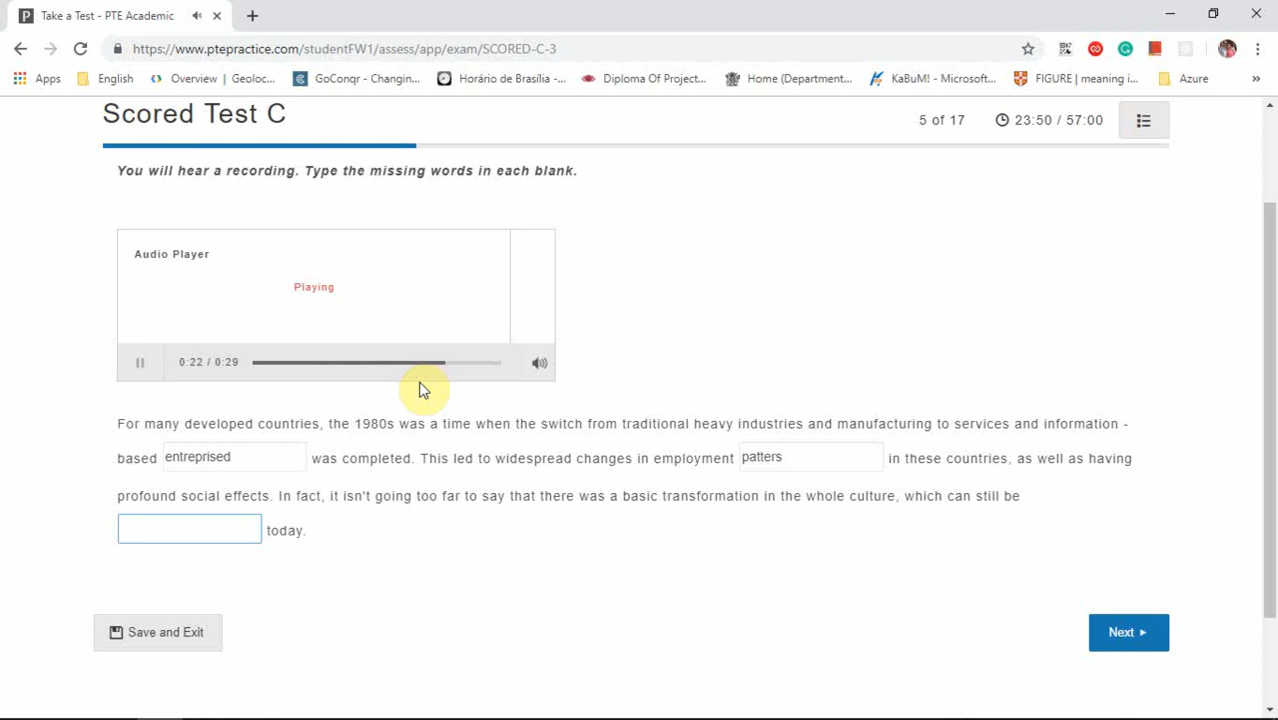 Take a Test - PTE Academic
https://www.ptepractice.com/studentFW1/assess/app/exam/SCORED-C-3
Apps English Overview | Geoloc... GoConqr - Changin... Horário de Brasília -... Diploma Of Project... Home (Department... KaBuM! - Microsoft... FIGURE | meaning i... Azure
Scored Test C
5 of 17 23:50 / 57:00
You will hear a recording. Type the missing words in each blank.
Audio Player
Playing
0:22 / 0:29
For many developed countries, the 1980s was a time when the switch from traditional heavy industries and manufacturing to services and information -
based entreprised was completed. This led to widespread changes in employment patters in these countries, as well as having
profound social effects. In fact, it isn't going too far to say that there was a basic transformation in the whole culture, which can still be
today.
Save and Exit
Next